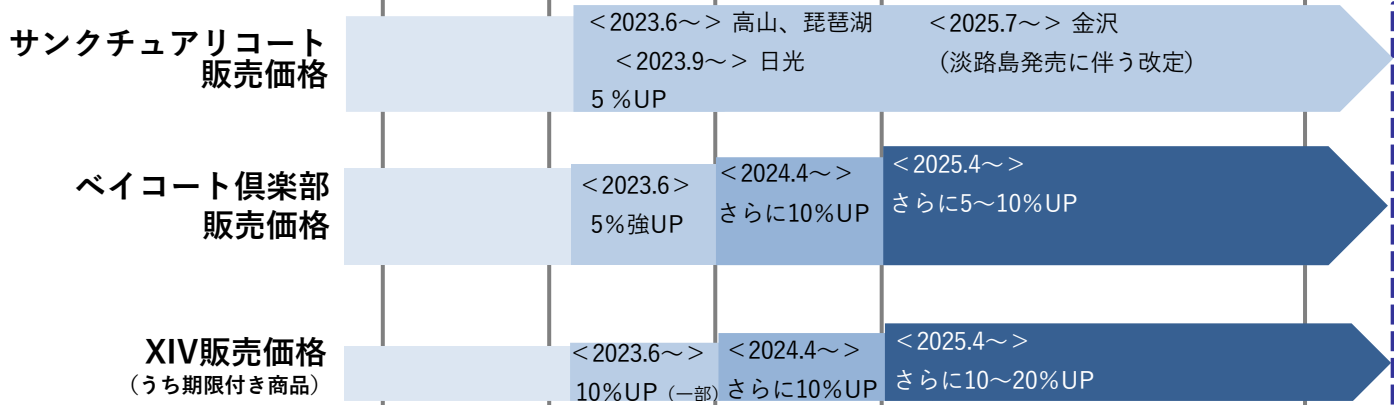 サンクチュアリコート
販売価格
＜2023.6～＞ 高山、琵琶湖
＜2023.9～＞ 日光
5 %UP
＜2025.7～＞ 金沢
（淡路島発売に伴う改定）
ベイコート倶楽部
販売価格
＜2023.6＞
5%強UP
＜2024.4～＞
さらに10%UP
＜2025.4～＞
さらに5～10%UP
XIV販売価格
（うち期限付き商品）
＜2023.6～＞
10%UP（一部）
＜2024.4～＞
さらに10%UP
＜2025.4～＞
さらに10～20%UP